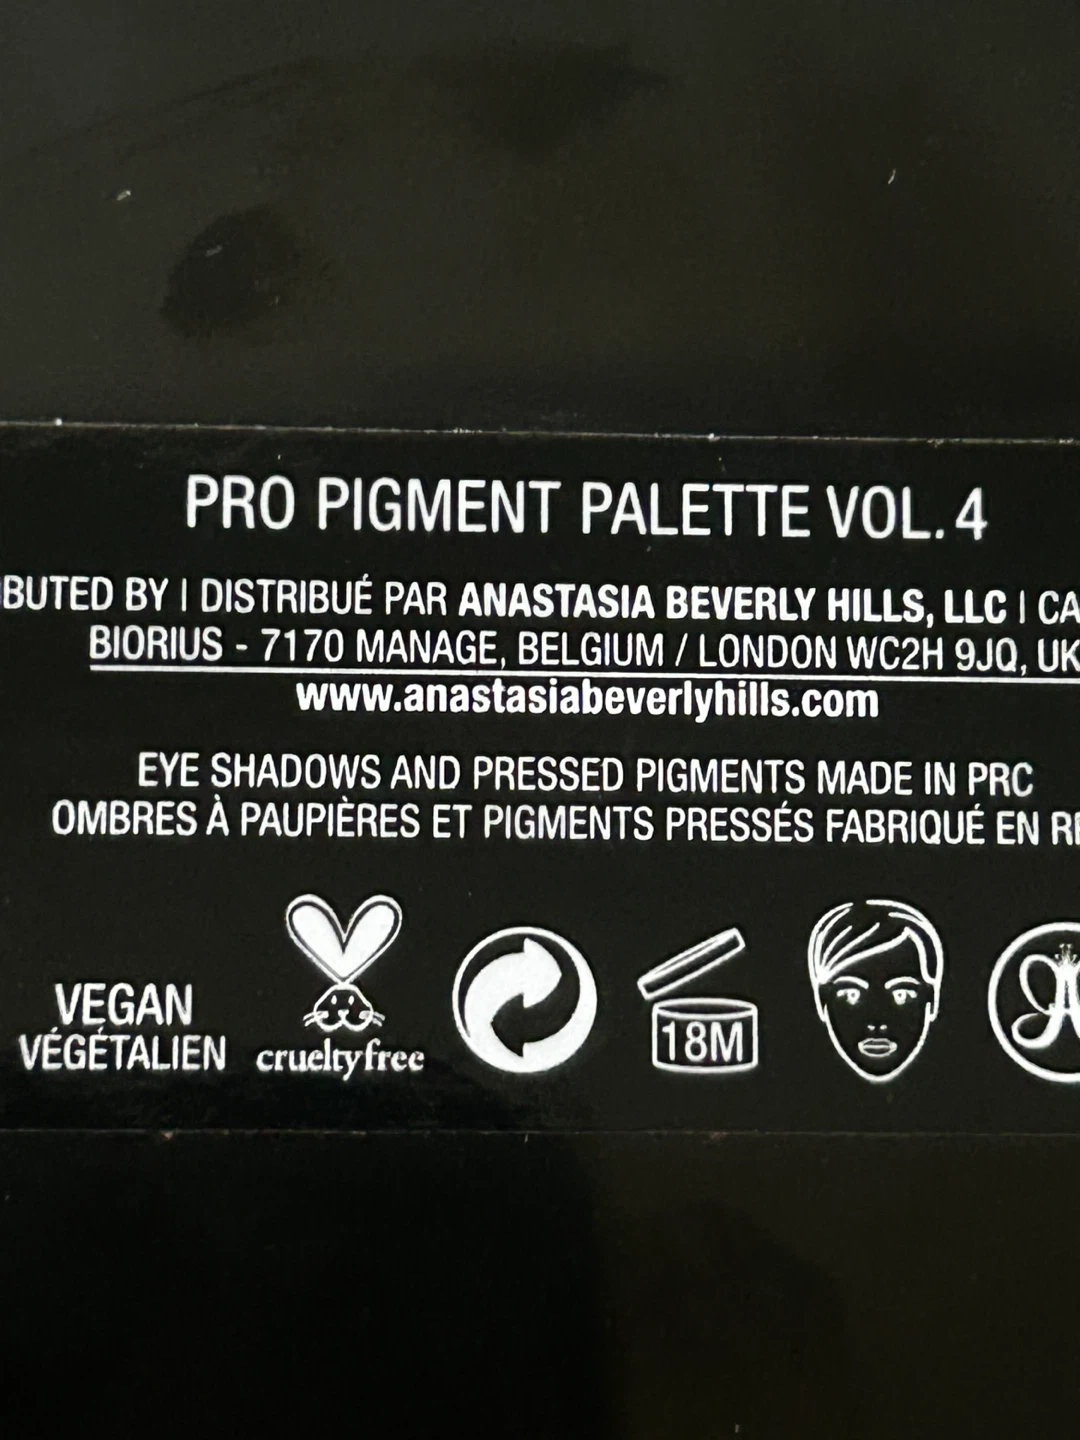 PRO PIGMENT PALETTE VOL. 4
BUTED BY | DISTRIBUÉ PAR ANASTASIA BEVERLY HILLS, LLC | CA
BIORIUS - 7170 MANAGE, BELGIUM / LONDON WC2H 9JQ, UK
www.anastasiabeverlyhills.com
EYE SHADOWS AND PRESSED PIGMENTS MADE IN PRC
OMBRES À PAUPIÈRES ET PIGMENTS PRESSÉS FABRIQUÉ EN
VEGAN
VÉGÉTALIEN
crueltyfree
18M